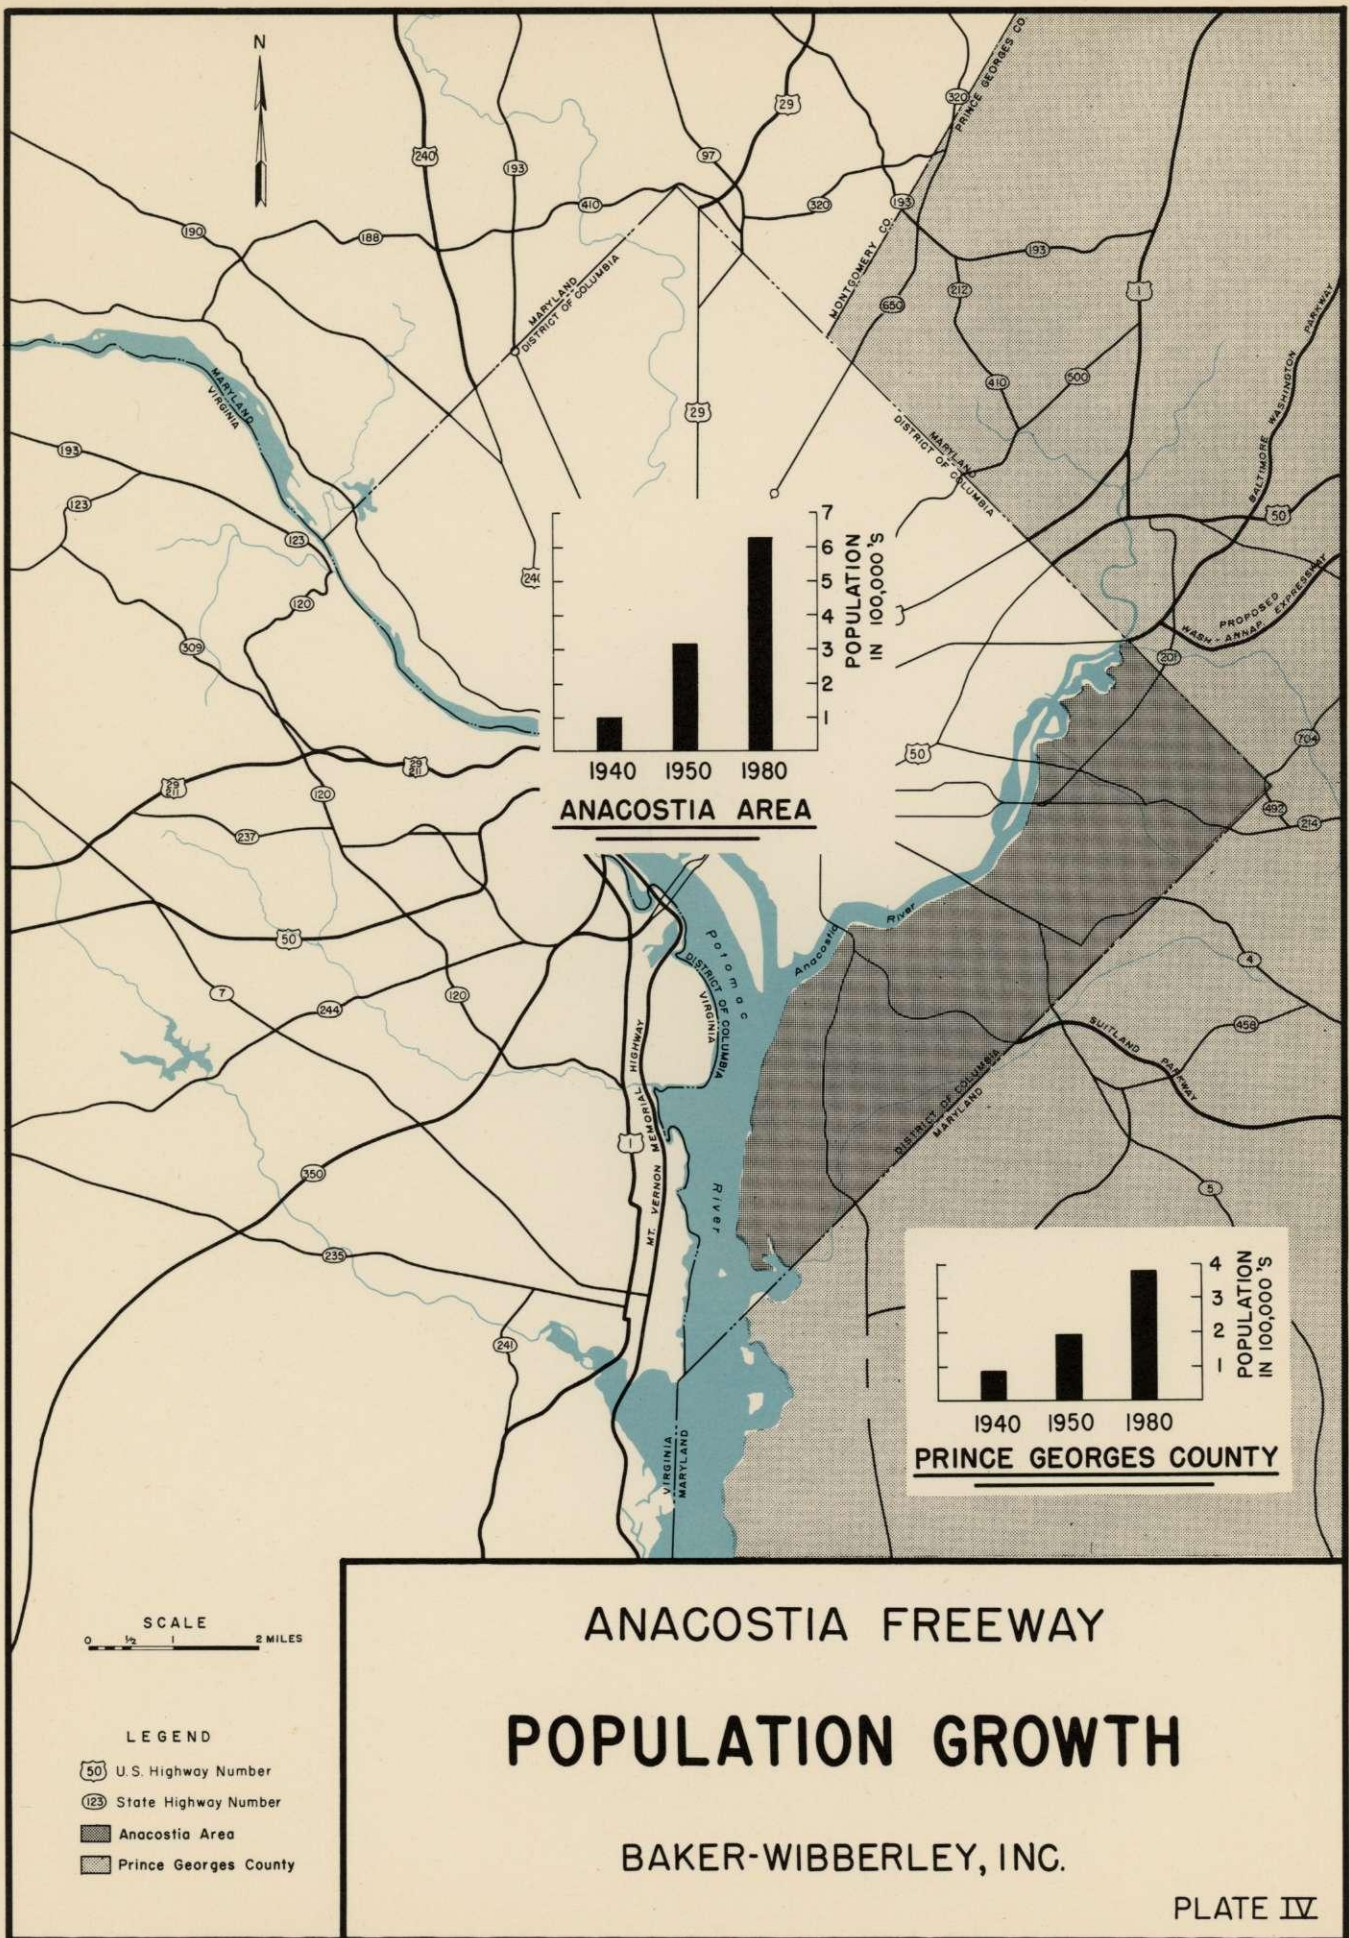 N
240
193
97
29
320
PRINCE GEORGES CO.
190
188
410
320
193
MONTGOMERY CO.
193
650
212
1
MARYLAND
DISTRICT OF COLUMBIA
MARYLAND
VIRGINIA
410
500
29
BALTIMORE WASHINGTON PARKWAY
MARYLAND
DISTRICT OF COLUMBIA
193
123
123
50
120
309
PROPOSED
WASH-ANNAP. EXPRESSWAY
201
7
6
5
4
3
2
1
POPULATION
IN 100,000'S
1940 1950 1980
ANACOSTIA AREA
50
704
492
214
29
211
29
211
120
237
50
7
244
120
Potomac
River
Anacostia River
DISTRICT OF COLUMBIA
VIRGINIA
4
458
SUITLAND PARKWAY
DISTRICT OF COLUMBIA
MARYLAND
MT. VERNON MEMORIAL HIGHWAY
1
350
5
235
241
VIRGINIA
MARYLAND
4
3
2
1
POPULATION
IN 100,000'S
1940 1950 1980
PRINCE GEORGES COUNTY
SCALE
0 ½ 1 2 MILES
LEGEND
50 U.S. Highway Number
123 State Highway Number
Anacostia Area
Prince Georges County
ANACOSTIA FREEWAY
POPULATION GROWTH
BAKER-WIBBERLEY, INC.
PLATE IV